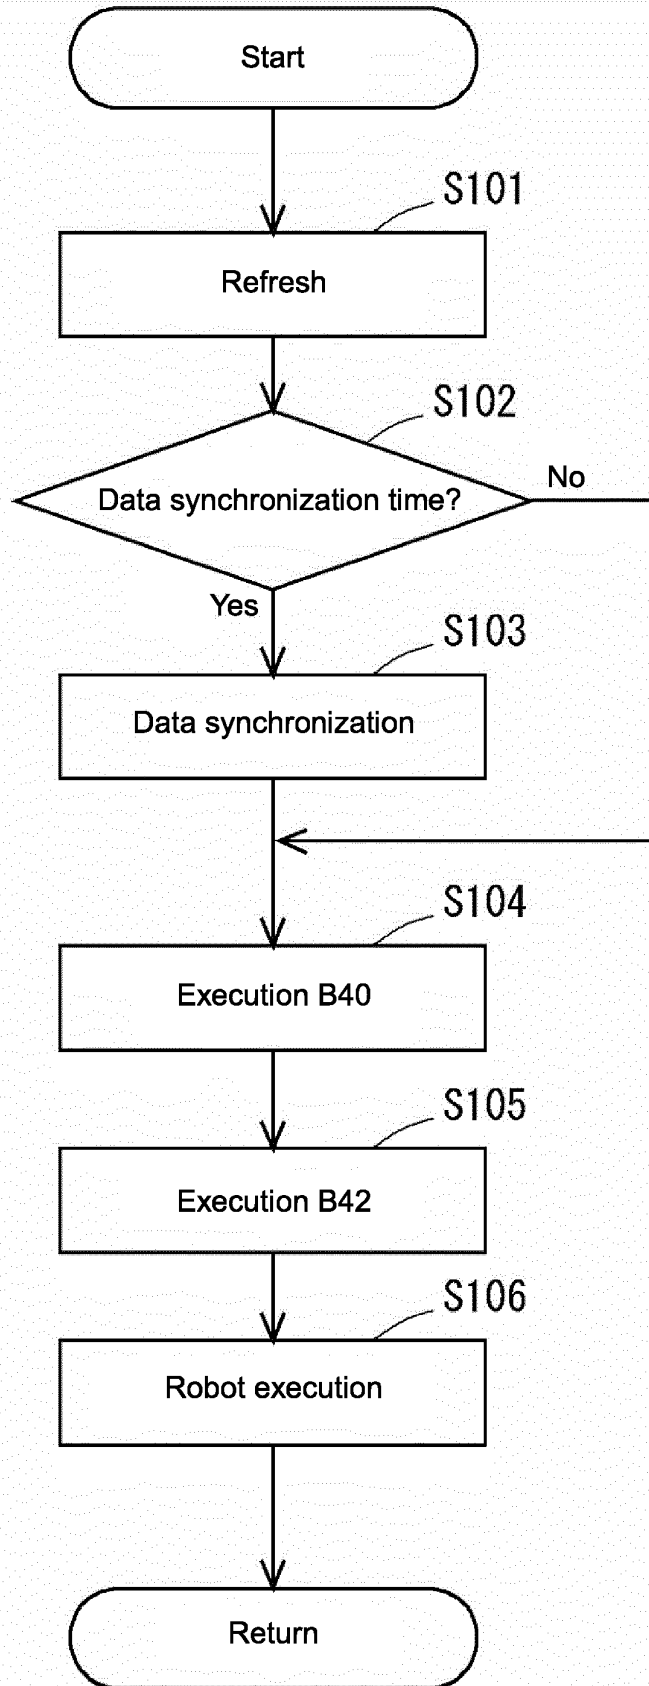 Start
S101
Refresh
S102
Data synchronization time?
No
Yes
S103
Data synchronization
S104
Execution B40
S105
Execution B42
S106
Robot execution
Return